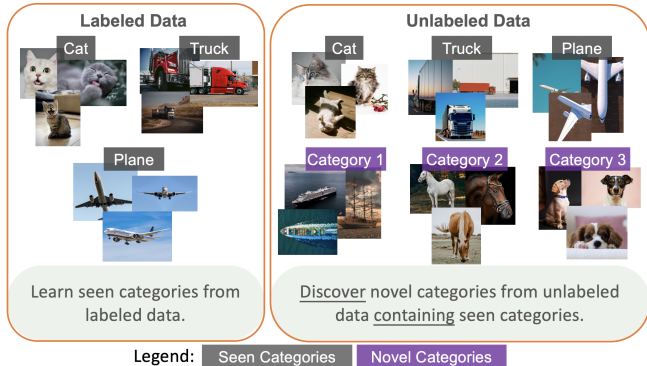 Labeled Data
Cat
Truck
Plane
Learn seen categories from
labeled data.
Unlabeled Data
Cat
Truck
Plane
Category 1
Category 2
Category 3
Discover novel categories from unlabeled
data containing seen categories.
Legend:
Seen Categories
Novel Categories